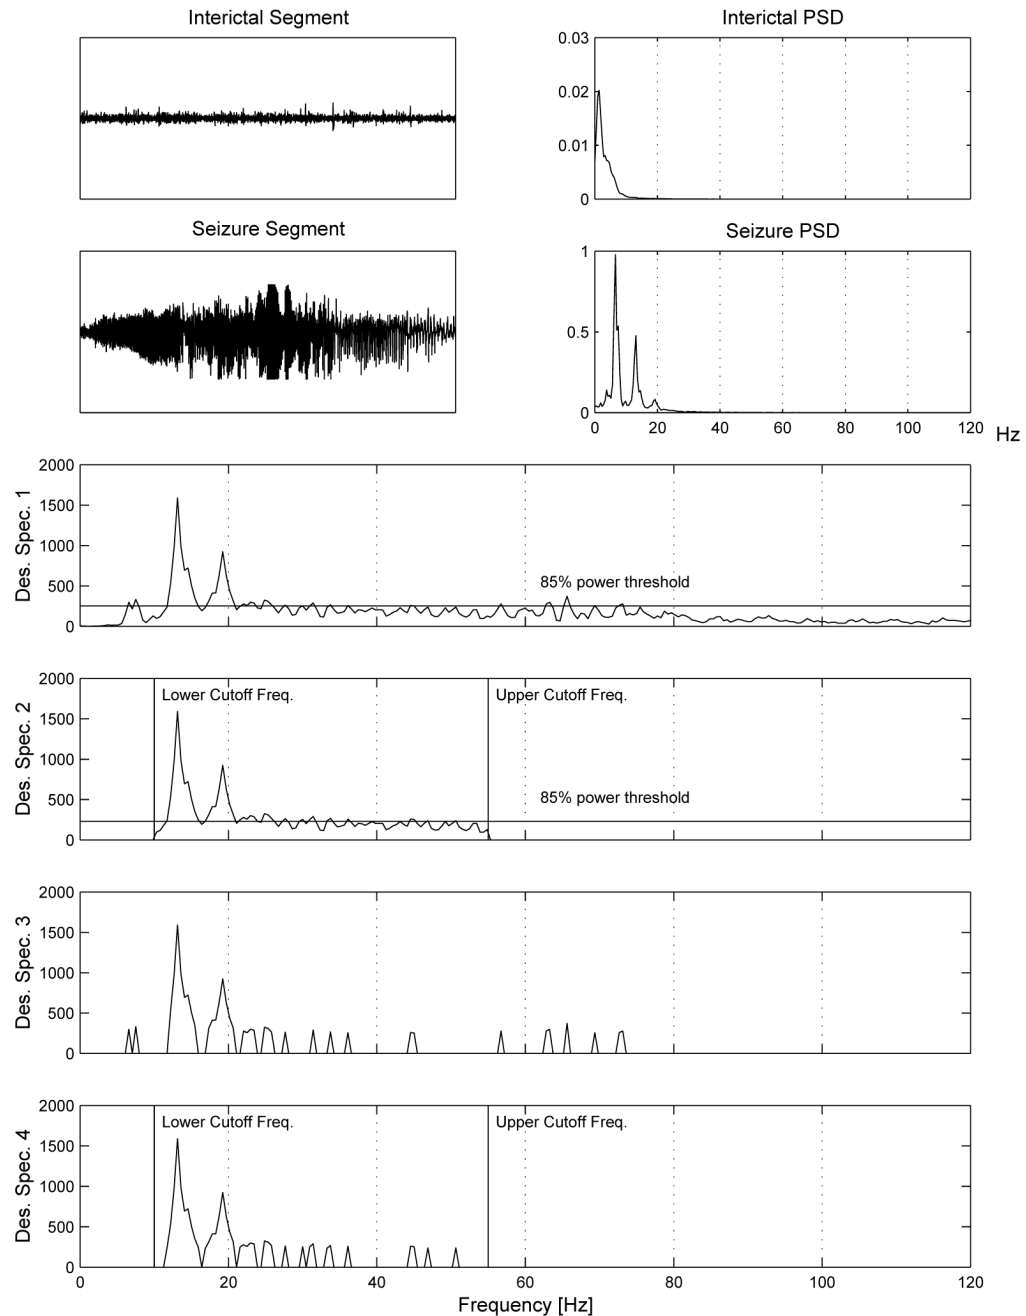 Interictal Segment
Interictal PSD
0.03
0.02
0.01
0
Seizure Segment
Seizure PSD
1
0.5
0
0 20 40 60 80 100 120 Hz
Des. Spec. 1
2000
1500
1000
500
0
85% power threshold
Des. Spec. 2
2000
1500
1000
500
0
Lower Cutoff Freq.
Upper Cutoff Freq.
85% power threshold
Des. Spec. 3
2000
1500
1000
500
0
Des. Spec. 4
2000
1500
1000
500
0
Lower Cutoff Freq.
Upper Cutoff Freq.
0 20 40 60 80 100 120
Frequency [Hz]